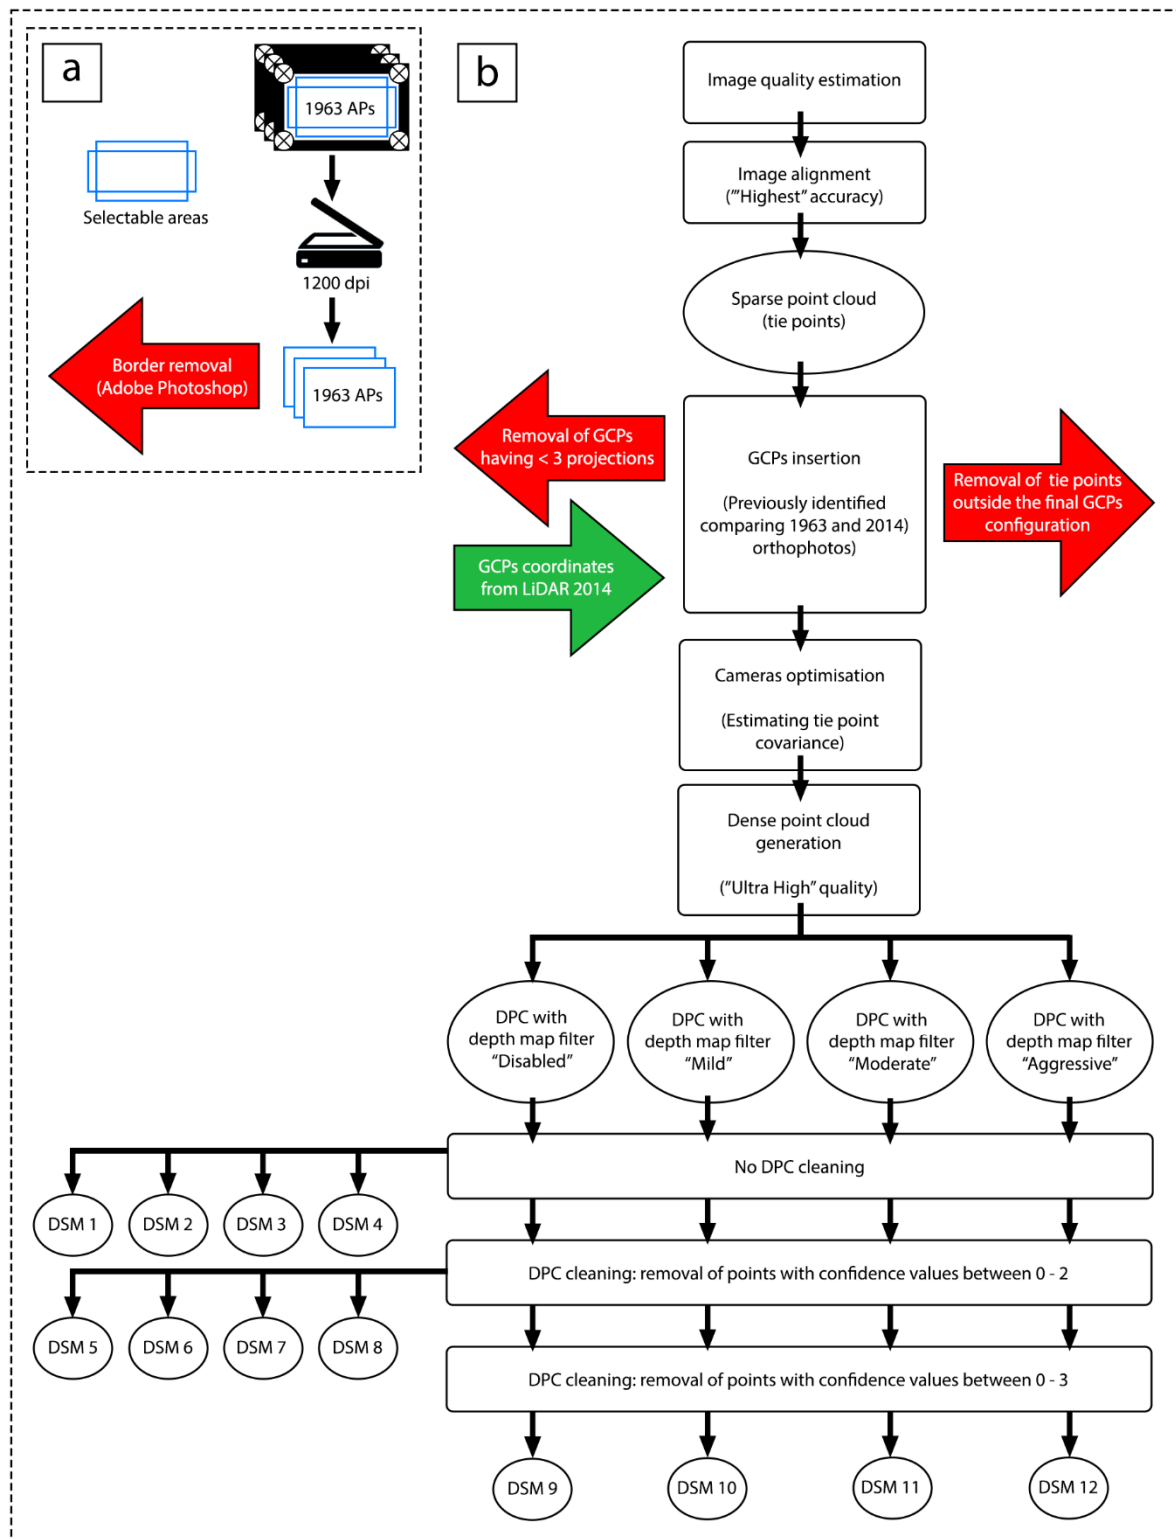 a
1963 APs
Selectable areas
1200 dpi
Border removal
(Adobe Photoshop)
1963 APs
b
Image quality estimation
Image alignment
("'Highest" accuracy)
Sparse point cloud
(tie points)
Removal of GCPs
having < 3 projections
GCPs insertion
(Previously identified
comparing 1963 and 2014)
orthophotos)
Removal of tie points
outside the final GCPs
configuration
GCPs coordinates
from LiDAR 2014
Cameras optimisation
(Estimating tie point
covariance)
Dense point cloud
generation
("Ultra High" quality)
DPC with
depth map filter
"Disabled"
DPC with
depth map filter
"Mild"
DPC with
depth map filter
"Moderate"
DPC with
depth map filter
"Aggressive"
No DPC cleaning
DSM 1
DSM 2
DSM 3
DSM 4
DPC cleaning: removal of points with confidence values between 0 - 2
DSM 5
DSM 6
DSM 7
DSM 8
DPC cleaning: removal of points with confidence values between 0 - 3
DSM 9
DSM 10
DSM 11
DSM 12